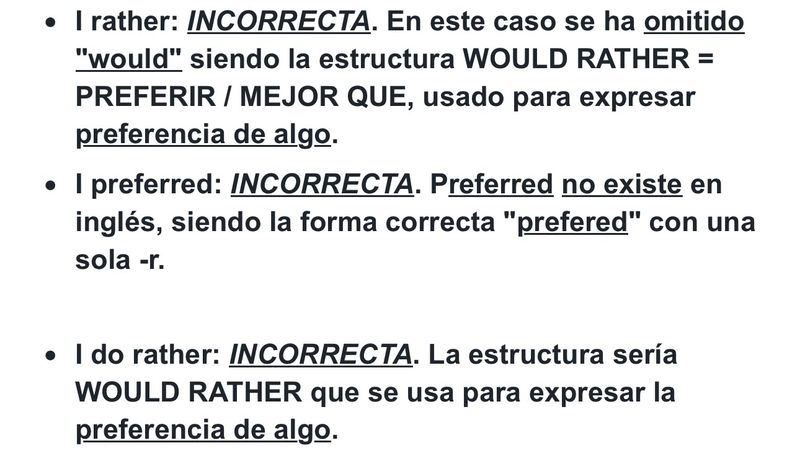 • I rather: INCORRECTA. En este caso se ha omitido
"would" siendo la estructura WOULD RATHER =
PREFERIR / MEJOR QUE, usado para expresar
preferencia de algo.
• I preferred: INCORRECTA. Preferred no existe en
inglés, siendo la forma correcta "prefered" con una
sola -r.
• I do rather: INCORRECTA. La estructura sería
WOULD RATHER que se usa para expresar la
preferencia de algo.